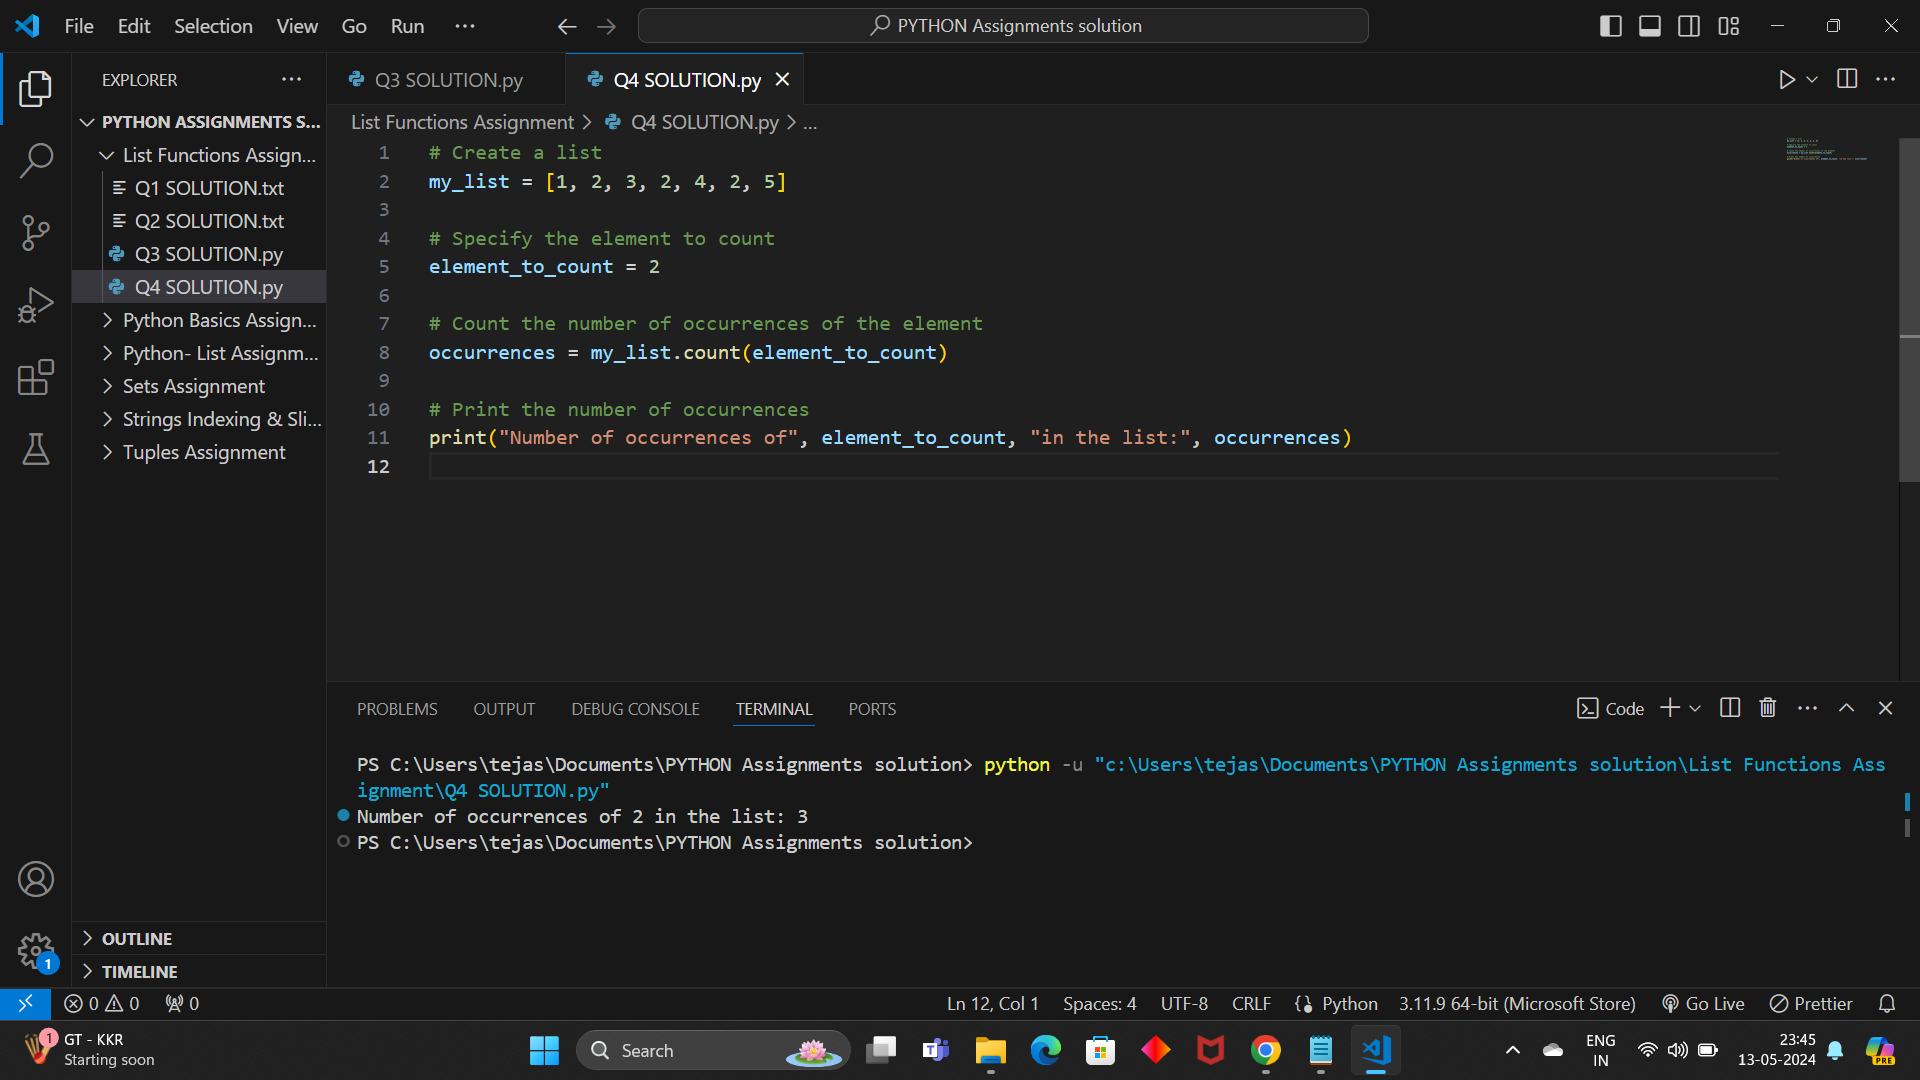 File Edit Selection View Go Run ...
PYTHON Assignments solution
EXPLORER ...
PYTHON ASSIGNMENTS S...
List Functions Assign...
Q1 SOLUTION.txt
Q2 SOLUTION.txt
Q3 SOLUTION.py
Q4 SOLUTION.py
Python Basics Assign...
Python- List Assignm...
Sets Assignment
Strings Indexing & Sli...
Tuples Assignment
OUTLINE
TIMELINE
Q3 SOLUTION.py Q4 SOLUTION.py
List Functions Assignment > Q4 SOLUTION.py > ...
1 # Create a list
2 my_list = [1, 2, 3, 2, 4, 2, 5]
3
4 # Specify the element to count
5 element_to_count = 2
6
7 # Count the number of occurrences of the element
8 occurrences = my_list.count(element_to_count)
9
10 # Print the number of occurrences
11 print("Number of occurrences of", element_to_count, "in the list:", occurrences)
12
PROBLEMS OUTPUT DEBUG CONSOLE TERMINAL PORTS Code
PS C:\Users\tejas\Documents\PYTHON Assignments solution> python -u "c:\Users\tejas\Documents\PYTHON Assignments solution\List Functions Ass
ignment\Q4 SOLUTION.py"
Number of occurrences of 2 in the list: 3
PS C:\Users\tejas\Documents\PYTHON Assignments solution>
1
0 0 0 Ln 12, Col 1 Spaces: 4 UTF-8 CRLF {} Python 3.11.9 64-bit (Microsoft Store) Go Live Prettier
1 GT - KKR
Starting soon
Search
ENG
IN
23:45
13-05-2024
PRE